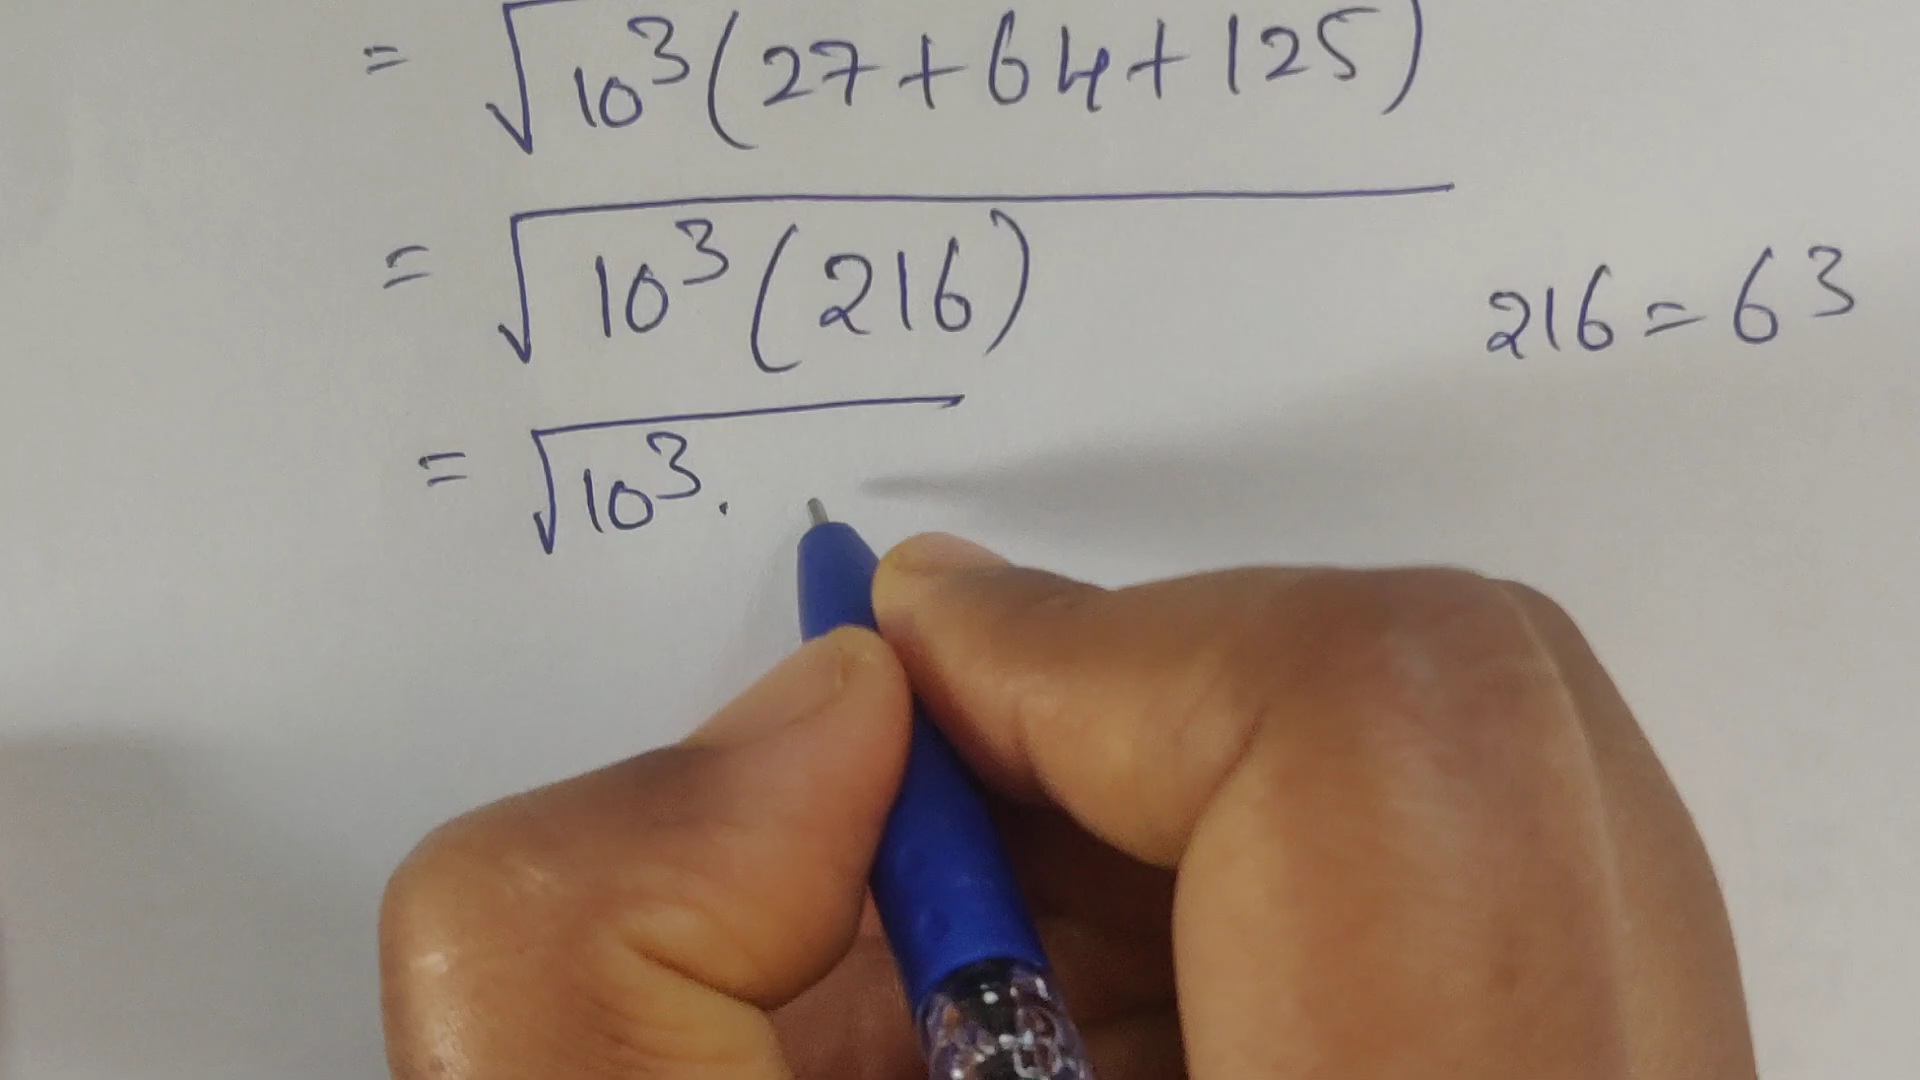 = √10³(27+64+125)
= √10³(216)
216 = 6³
= √10³.